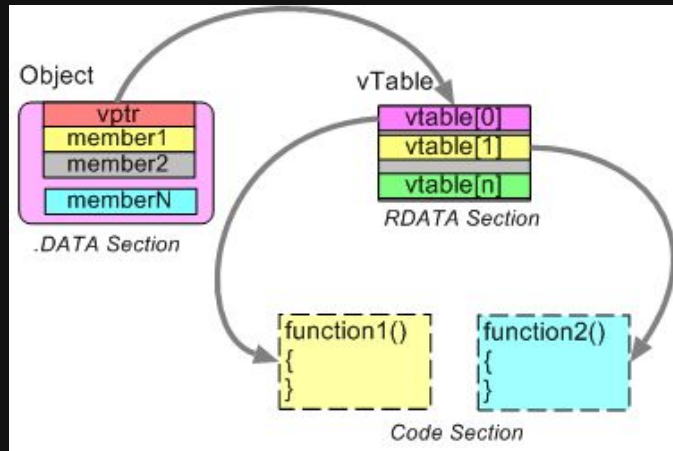 Object
vptr
member1
member2
memberN
.DATA Section
vTable
vtable[0]
vtable[1]
vtable[n]
RDATA Section
function1()
{
}
function2()
{
}
Code Section